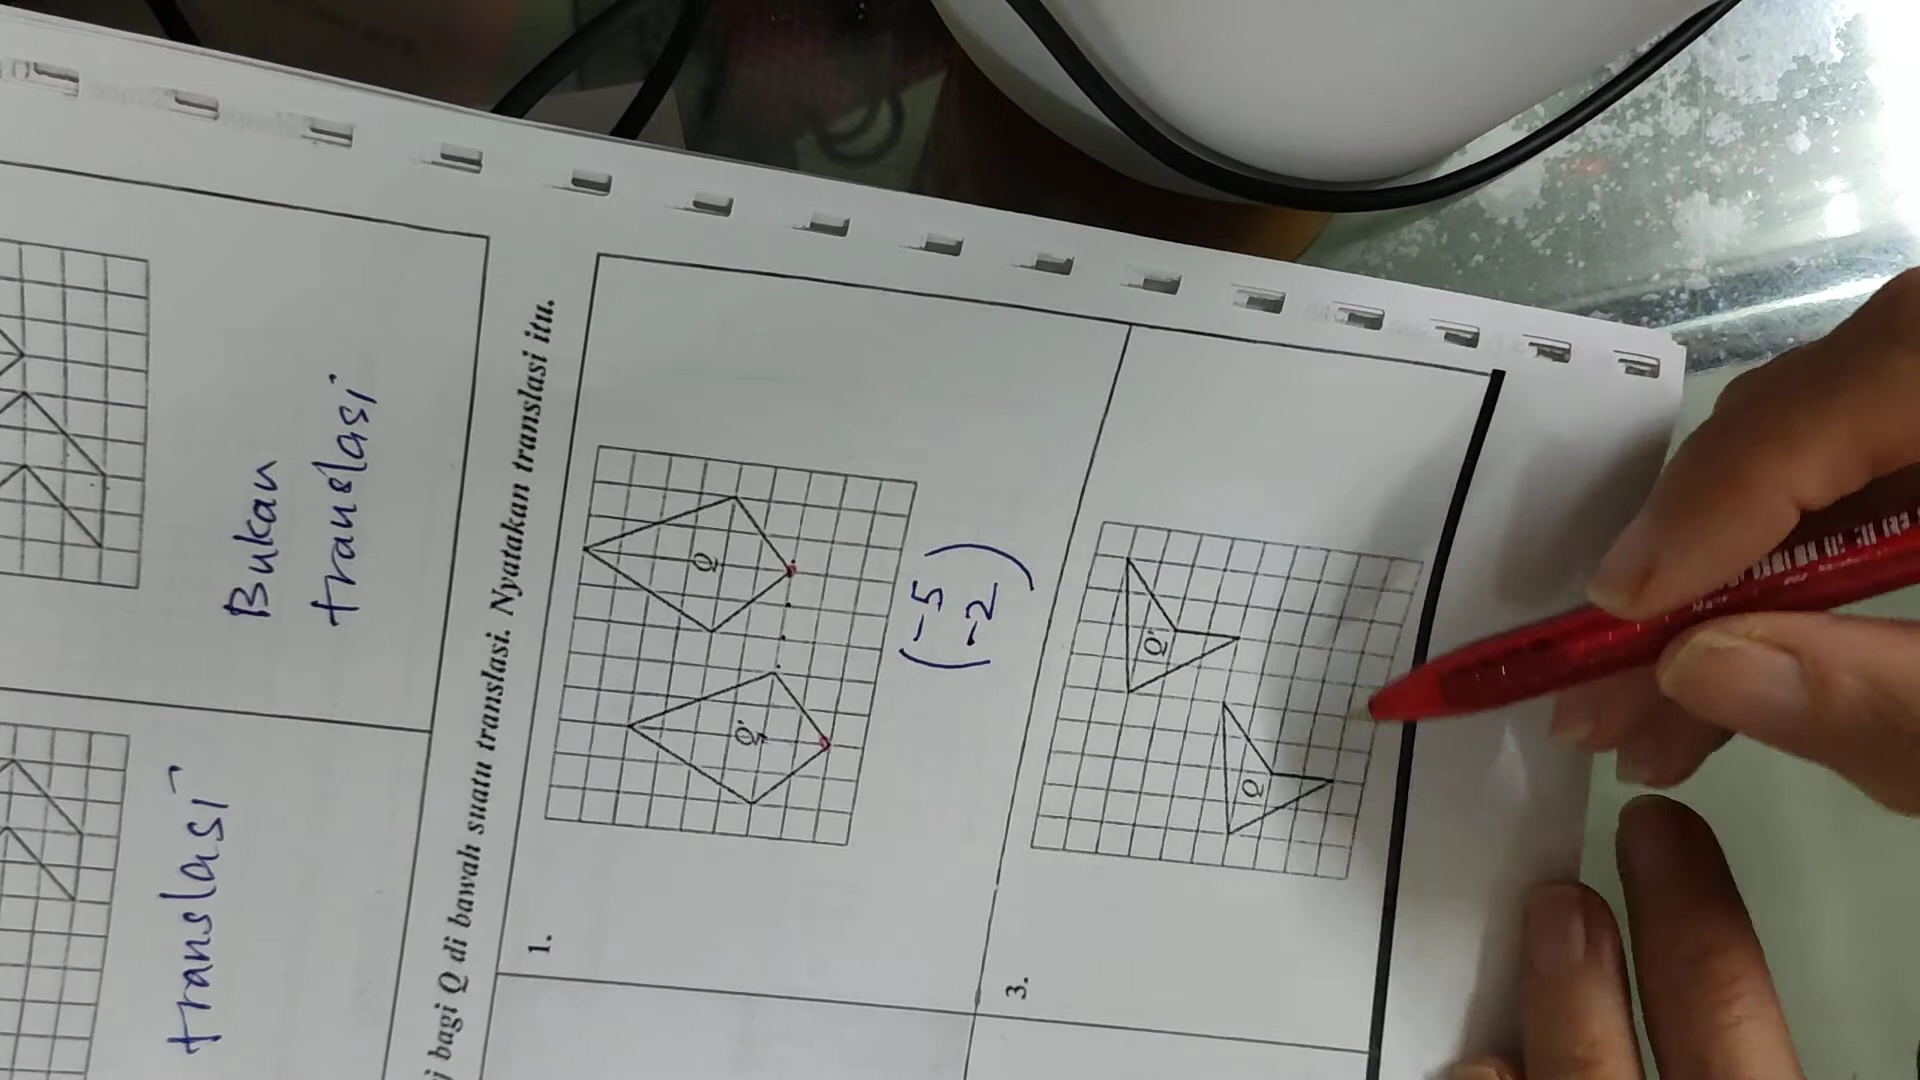 translasi
Bukan
translasi
bagi Q di bawah suatu translasi. Nyatakan translasi itu.
1.
Q'
Q
(-5
-2)
3.
Q
Q'